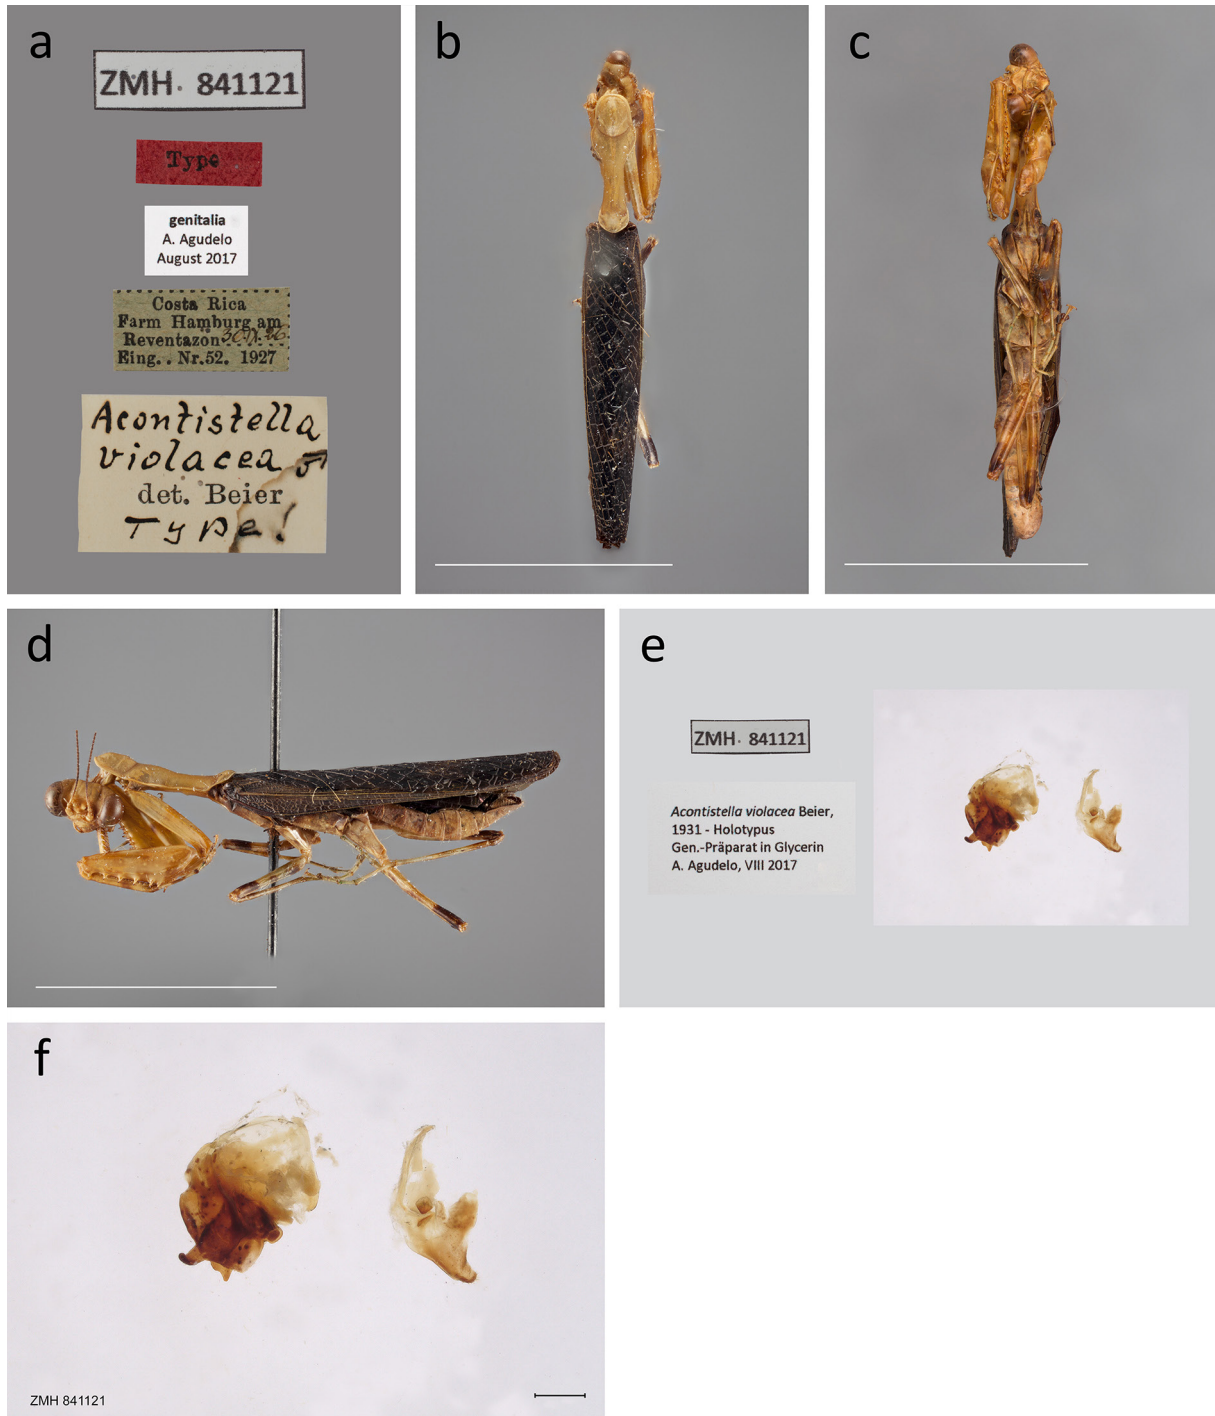 a
ZMH· 841121
Type
genitalia
A. Agudelo
August 2017
Costa Rica
Farm Hamburg am
Reventazon
Eing. Nr.52. 1927
Acontistella
violacea
det. Beier
Type!
b
c
d
e
ZMH· 841121
Acontistella violacea Beier,
1931 - Holotypus
Gen.-Präparat in Glycerin
A. Agudelo, VIII 2017
f
ZMH 841121